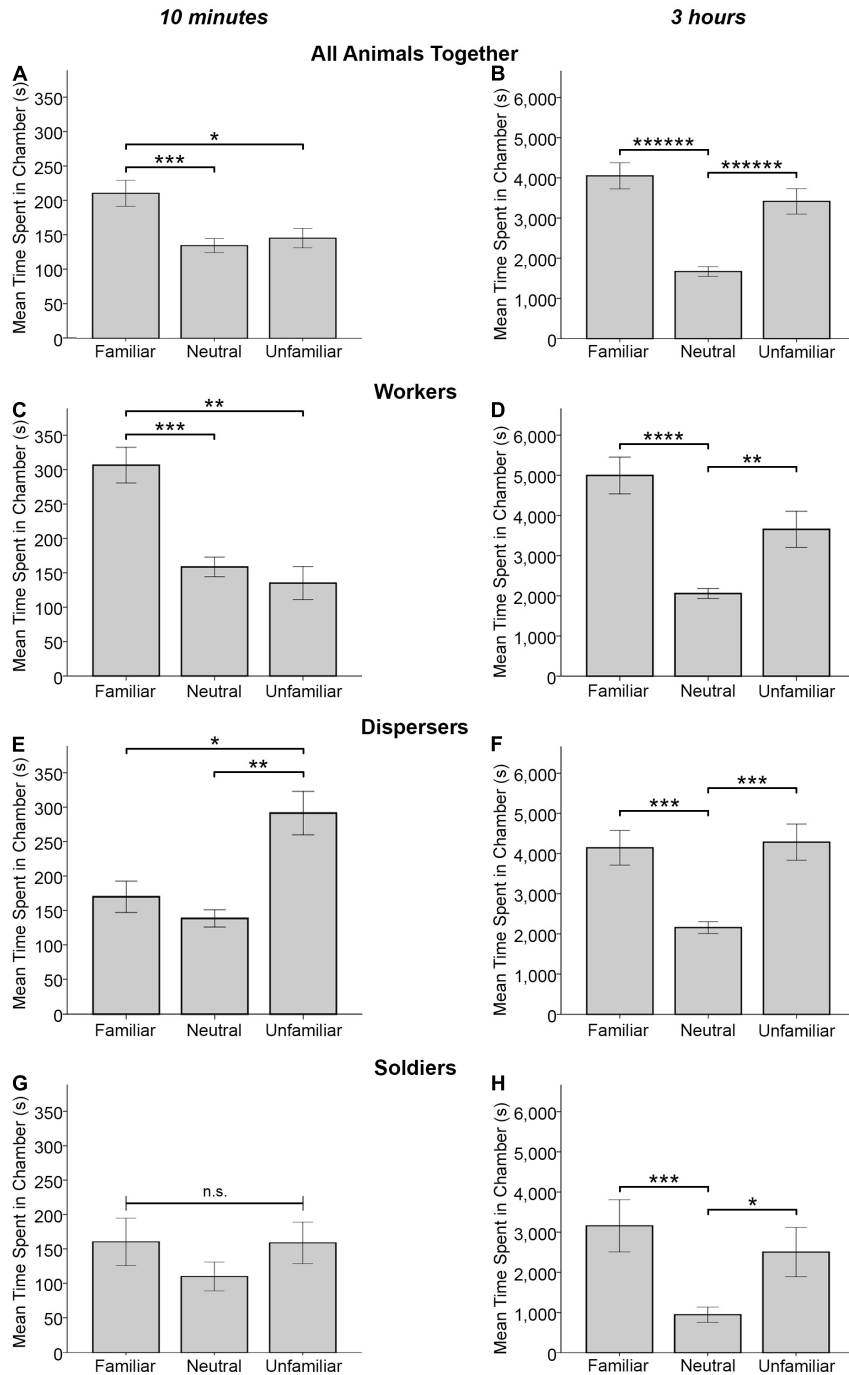 10 minutes
3 hours
All Animals Together
A
Mean Time Spent in Chamber (s)
350
300
250
200
150
100
50
0
*
***
Familiar Neutral Unfamiliar
B
Mean Time Spent in Chamber (s)
6,000
5,000
4,000
3,000
2,000
1,000
0
******
******
Familiar Neutral Unfamiliar
Workers
C
Mean Time Spent in Chamber (s)
350
300
250
200
150
100
50
0
**
***
Familiar Neutral Unfamiliar
D
Mean Time Spent in Chamber (s)
6,000
5,000
4,000
3,000
2,000
1,000
0
****
**
Familiar Neutral Unfamiliar
Dispersers
E
Mean Time Spent in Chamber (s)
350
300
250
200
150
100
50
0
*
**
Familiar Neutral Unfamiliar
F
Mean Time Spent in Chamber (s)
6,000
5,000
4,000
3,000
2,000
1,000
0
***
***
Familiar Neutral Unfamiliar
Soldiers
G
Mean Time Spent in Chamber (s)
350
300
250
200
150
100
50
0
n.s.
Familiar Neutral Unfamiliar
H
Mean Time Spent in Chamber (s)
6,000
5,000
4,000
3,000
2,000
1,000
0
***
*
Familiar Neutral Unfamiliar